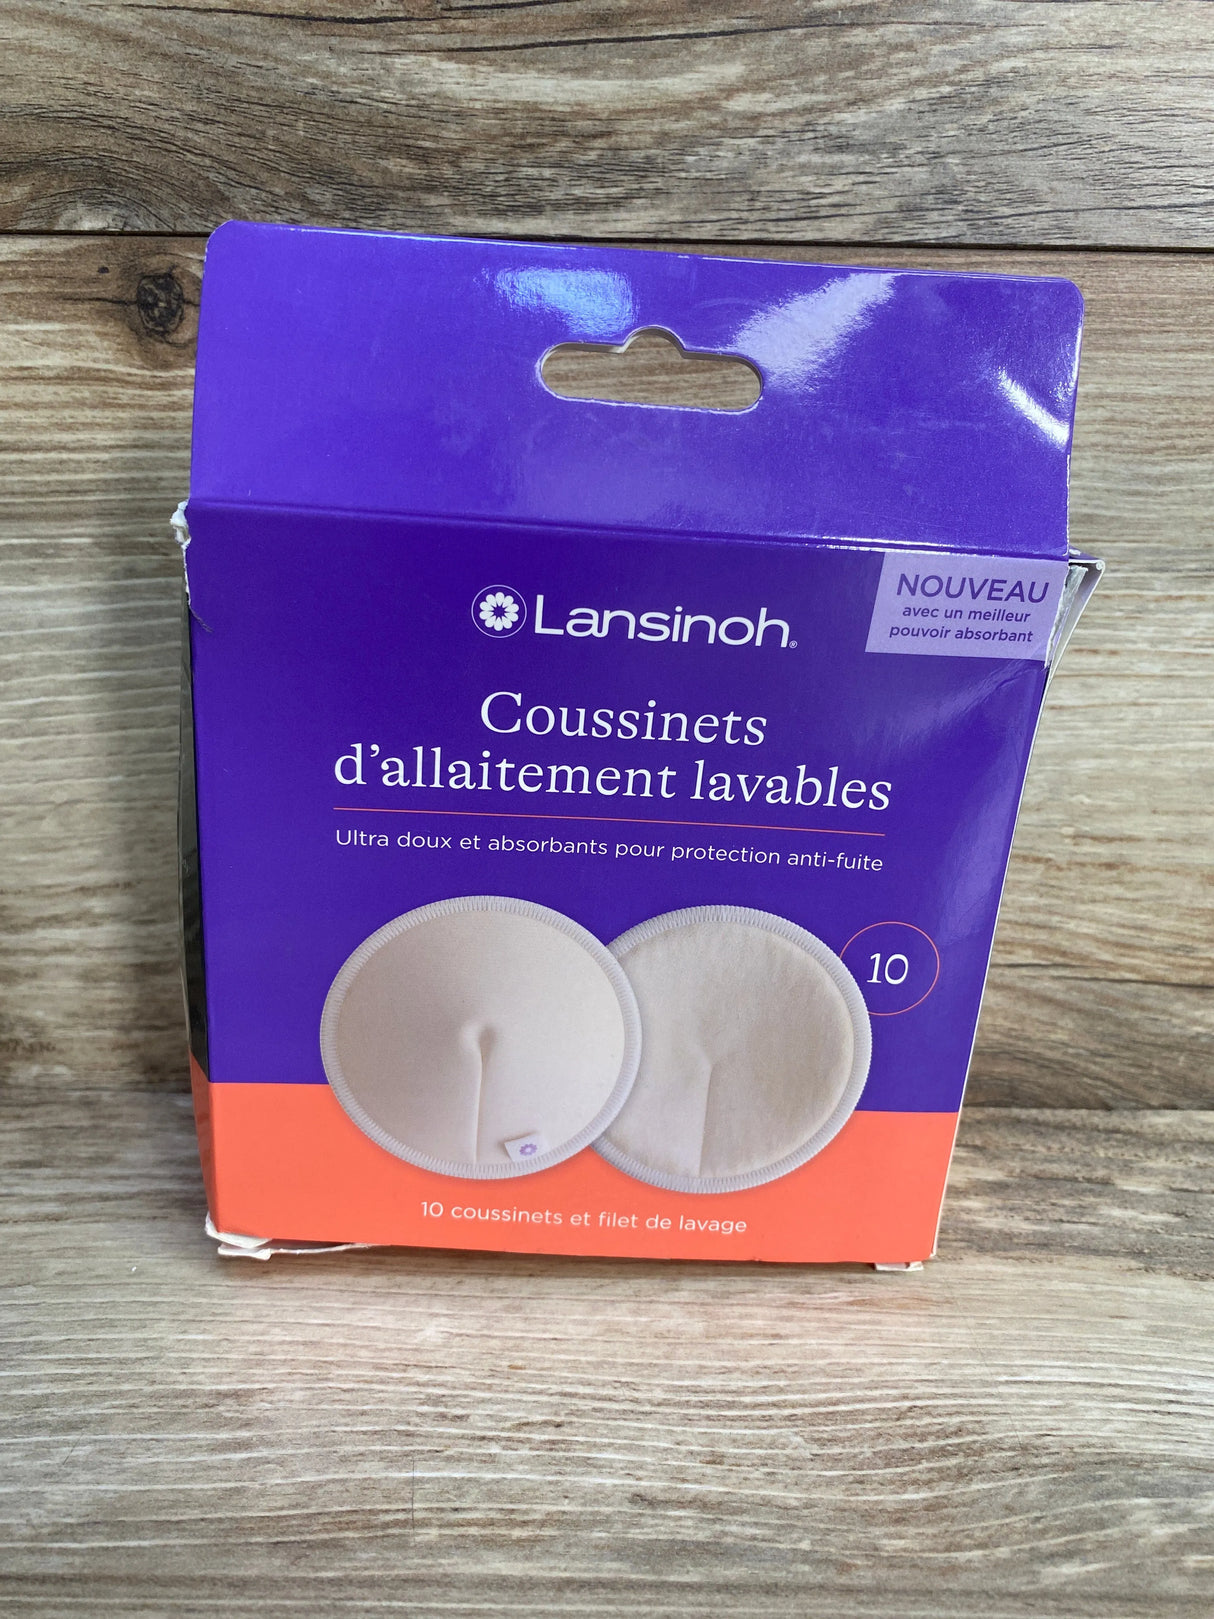 Lansinoh®
NOUVEAU
avec un meilleur
pouvoir absorbant
Coussinets
d'allaitement lavables
Ultra doux et absorbants pour protection anti-fuite
10
10 coussinets et filet de lavage